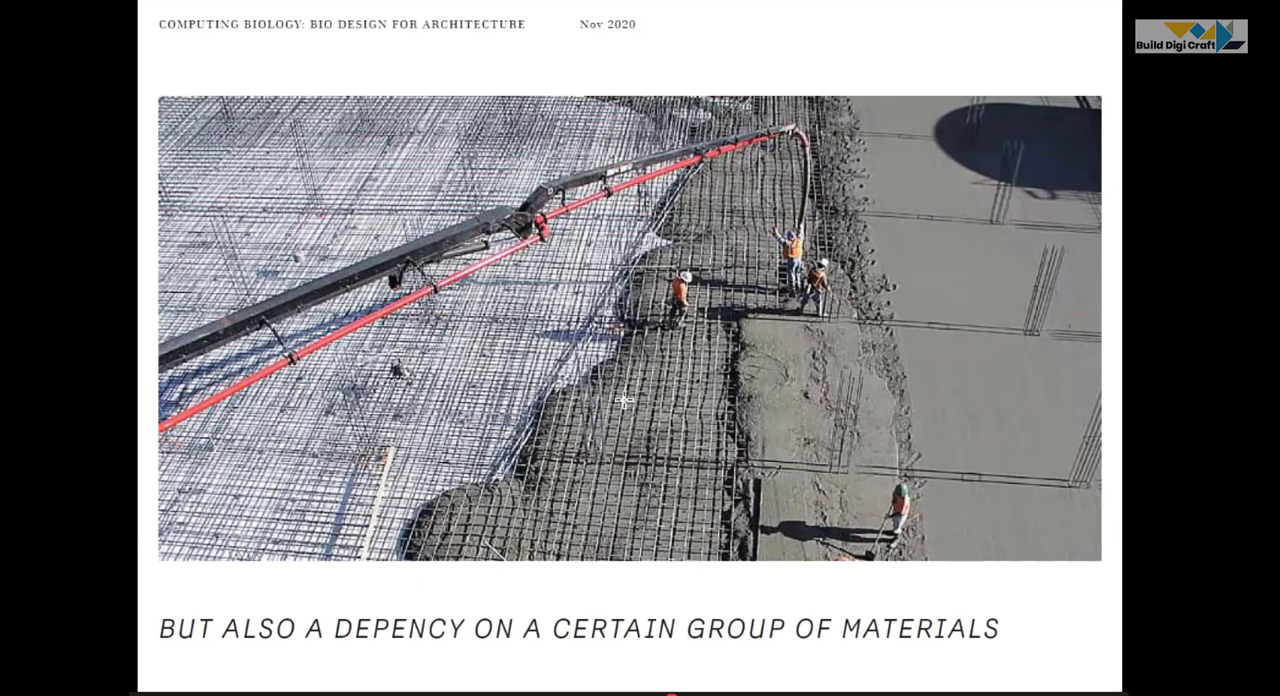 COMPUTING BIOLOGY: BIO DESIGN FOR ARCHITECTURE Nov 2020
Build Digi Craft
BUT ALSO A DEPENCY ON A CERTAIN GROUP OF MATERIALS